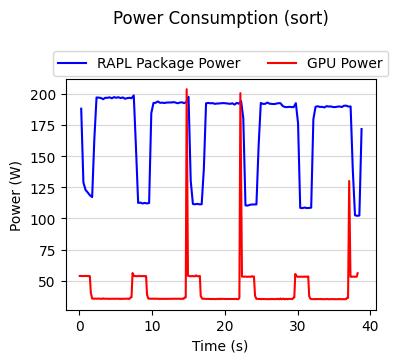 Power Consumption (sort)
RAPL Package Power
GPU Power
200
175
150
125
100
75
50
Power (W)
0
10
20
30
40
Time (s)